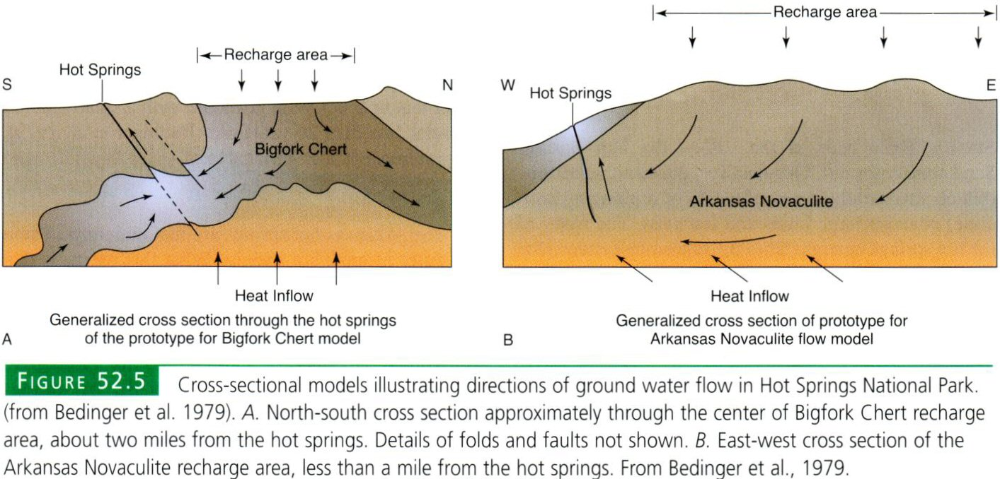 Recharge area
Hot Springs
S
N
Bigfork Chert
Heat Inflow
Generalized cross section through the hot springs
of the prototype for Bigfork Chert model
A
Recharge area
W
Hot Springs
E
Arkansas Novaculite
Heat Inflow
Generalized cross section of prototype for
Arkansas Novaculite flow model
B
FIGURE 52.5 Cross-sectional models illustrating directions of ground water flow in Hot Springs National Park.
(from Bedinger et al. 1979). A. North-south cross section approximately through the center of Bigfork Chert recharge
area, about two miles from the hot springs. Details of folds and faults not shown. B. East-west cross section of the
Arkansas Novaculite recharge area, less than a mile from the hot springs. From Bedinger et al., 1979.